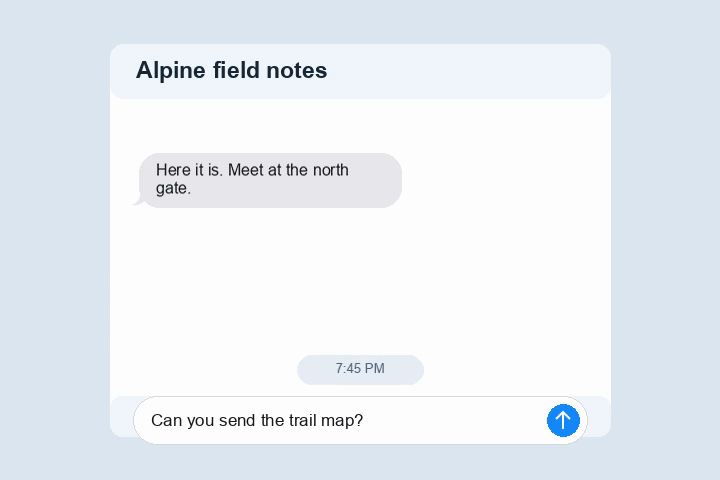 Alpine field notes
Here it is. Meet at the north
gate.
7:45 PM
Can you send the trail map?